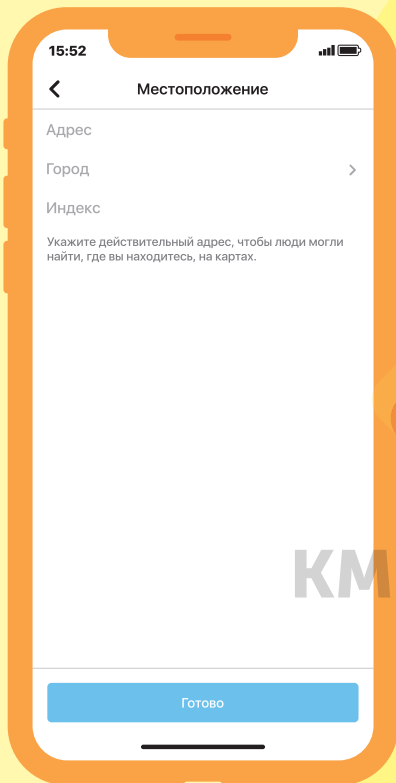 15:52
Местоположение
Адрес
Город
Индекс
Укажите действительный адрес, чтобы люди могли
найти, где вы находитесь, на картах.
КМ
Готово